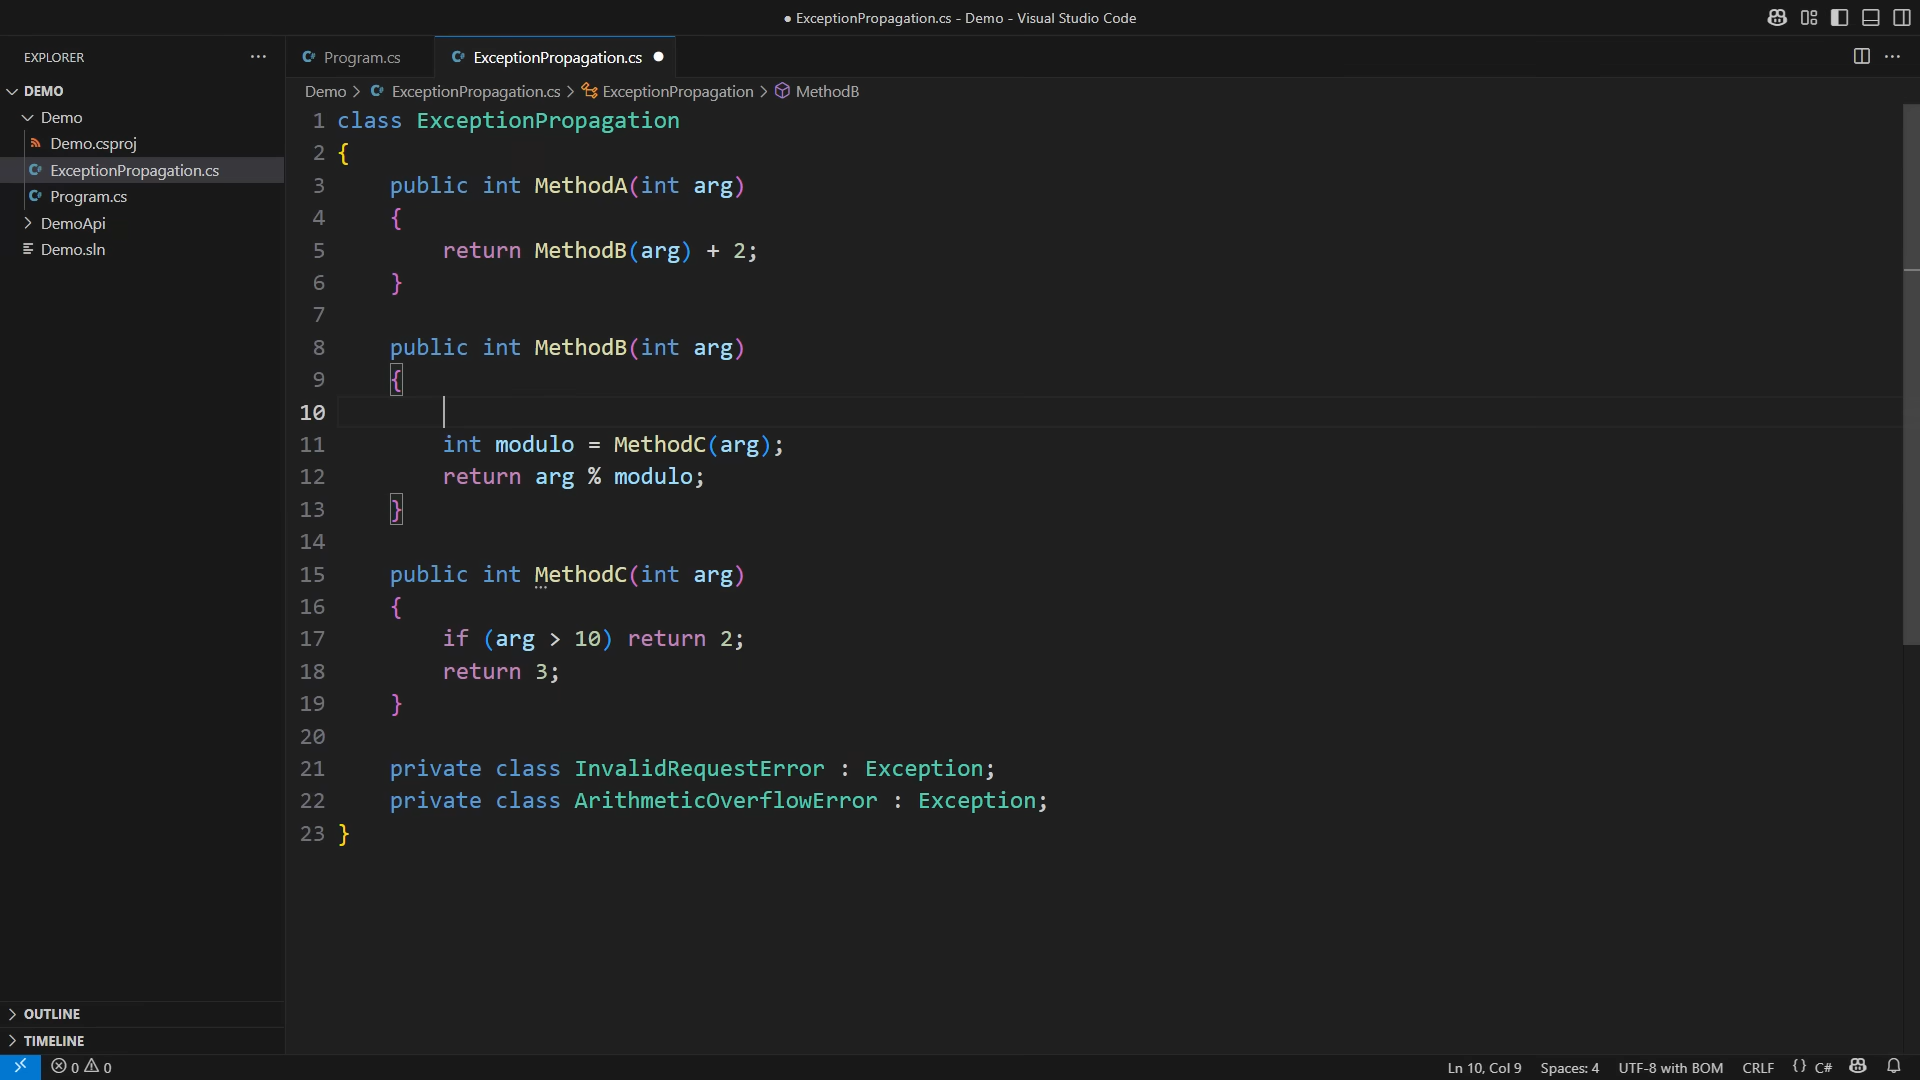 ● ExceptionPropagation.cs - Demo - Visual Studio Code
EXPLORER
Program.cs
ExceptionPropagation.cs
DEMO
Demo
Demo.csproj
ExceptionPropagation.cs
Program.cs
DemoApi
Demo.sln
Demo > ExceptionPropagation.cs > ExceptionPropagation > MethodB
1 class ExceptionPropagation
2 {
3     public int MethodA(int arg)
4     {
5         return MethodB(arg) + 2;
6     }
7
8     public int MethodB(int arg)
9     {
10
11         int modulo = MethodC(arg);
12         return arg % modulo;
13     }
14
15     public int MethodC(int arg)
16     {
17         if (arg > 10) return 2;
18         return 3;
19     }
20
21     private class InvalidRequestError : Exception;
22     private class ArithmeticOverflowError : Exception;
23 }
OUTLINE
TIMELINE
0 0
Ln 10, Col 9 Spaces: 4 UTF-8 with BOM CRLF {} C#